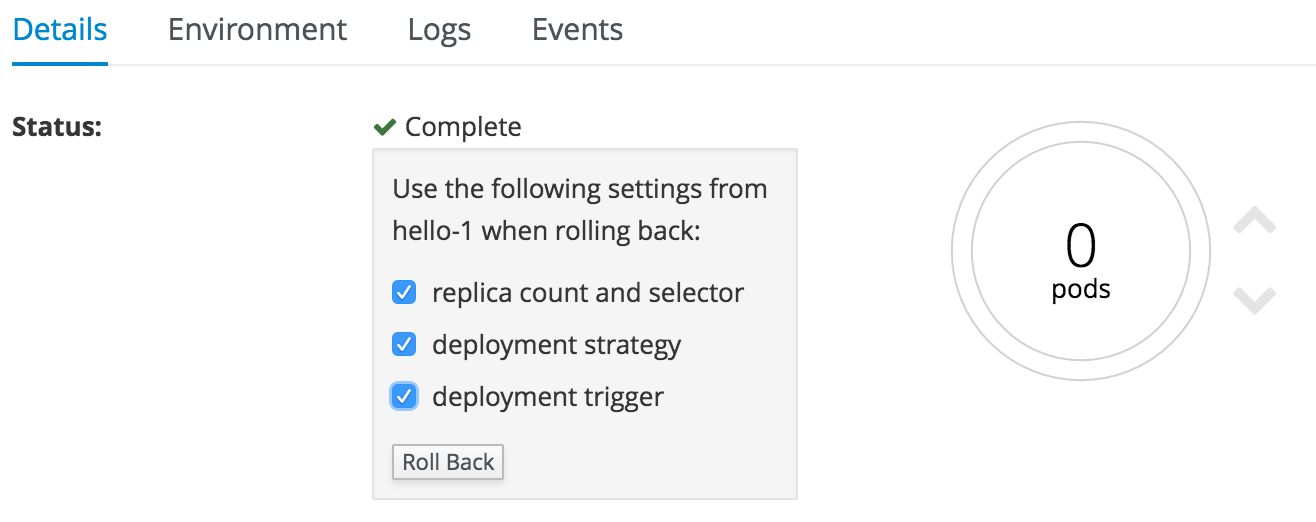 Details Environment Logs Events
Status:
Complete
Use the following settings from
hello-1 when rolling back:
replica count and selector
deployment strategy
deployment trigger
Roll Back
0
pods